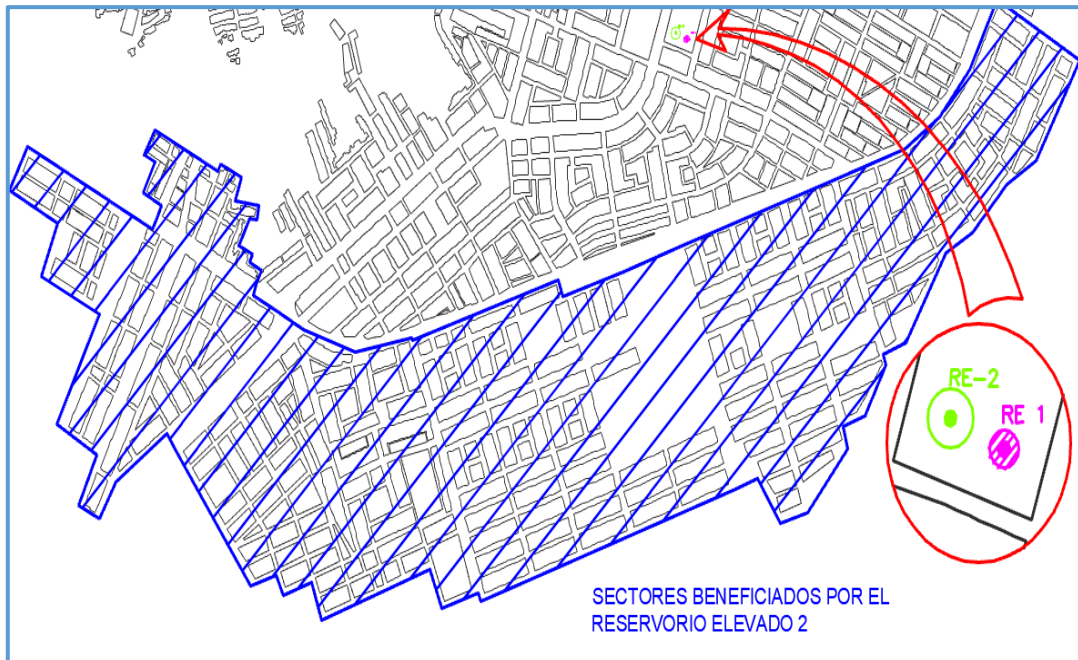 RE-2
RE 1
SECTORES BENEFICIADOS POR EL
RESERVORIO ELEVADO 2